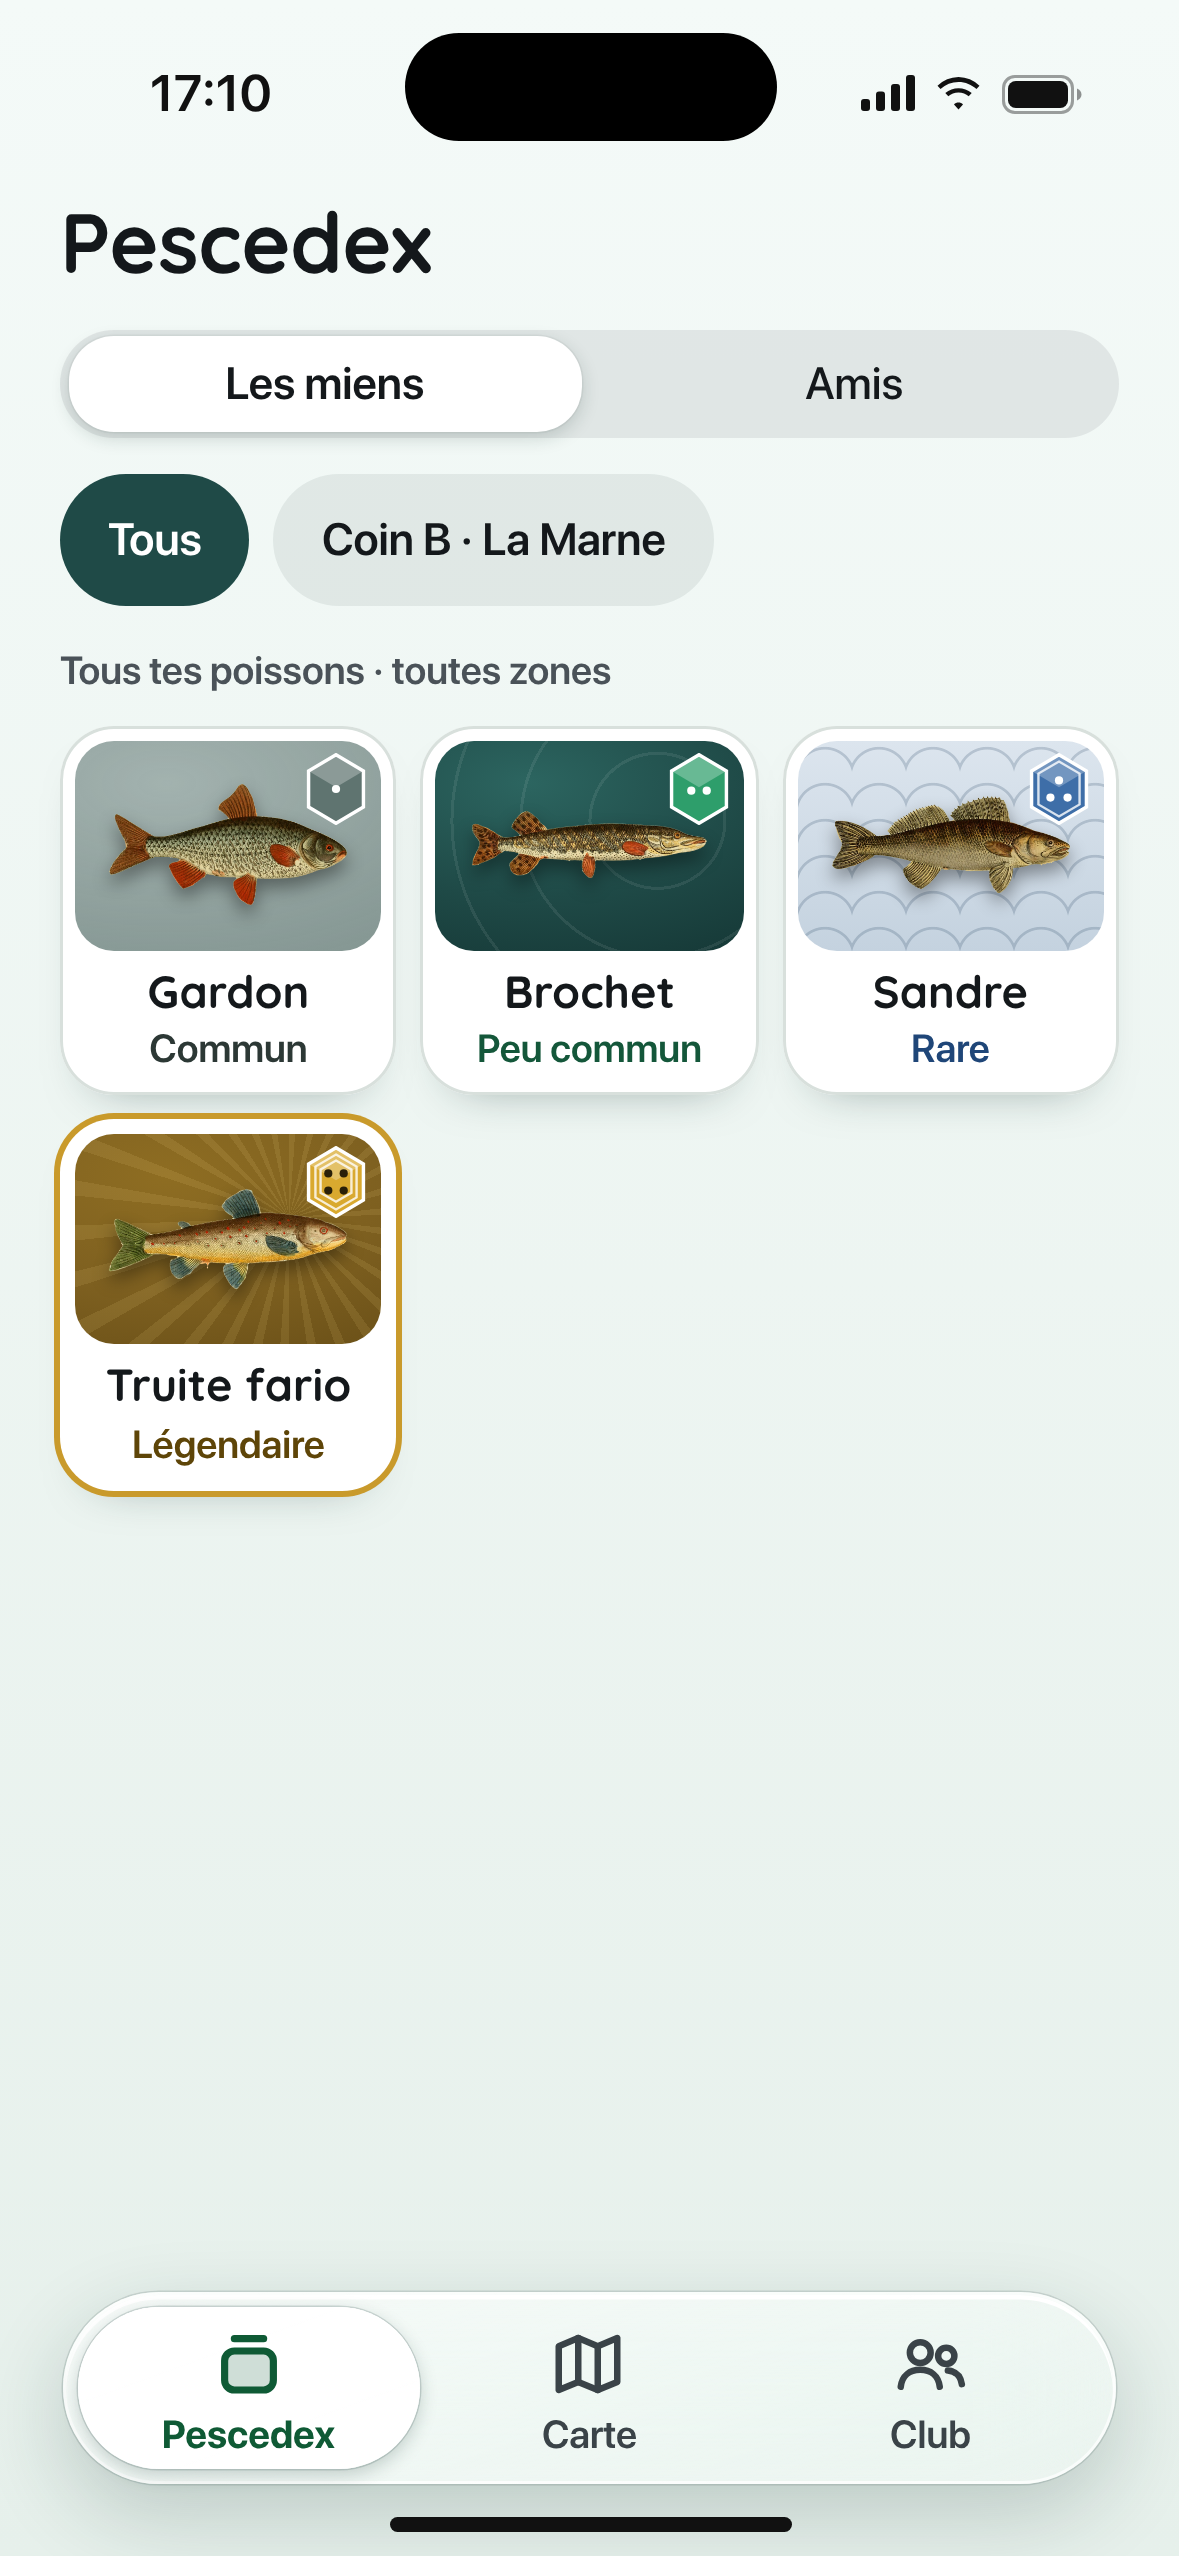 17:10
Pescedex
Les miens
Amis
Tous
Coin B · La Marne
Tous tes poissons · toutes zones
Gardon
Commun
Brochet
Peu commun
Sandre
Rare
Truite fario
Légendaire
Pescedex
Carte
Club